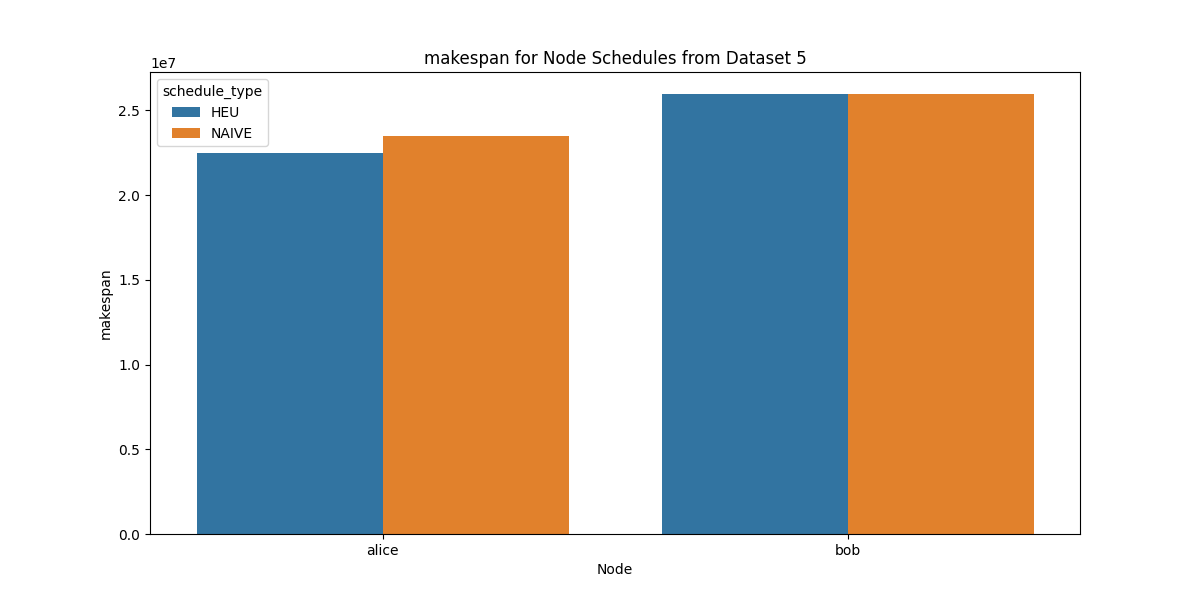 makespan for Node Schedules from Dataset 5
1e7
schedule_type
HEU
NAIVE
2.5
2.0
1.5
1.0
0.5
0.0
makespan
alice
bob
Node